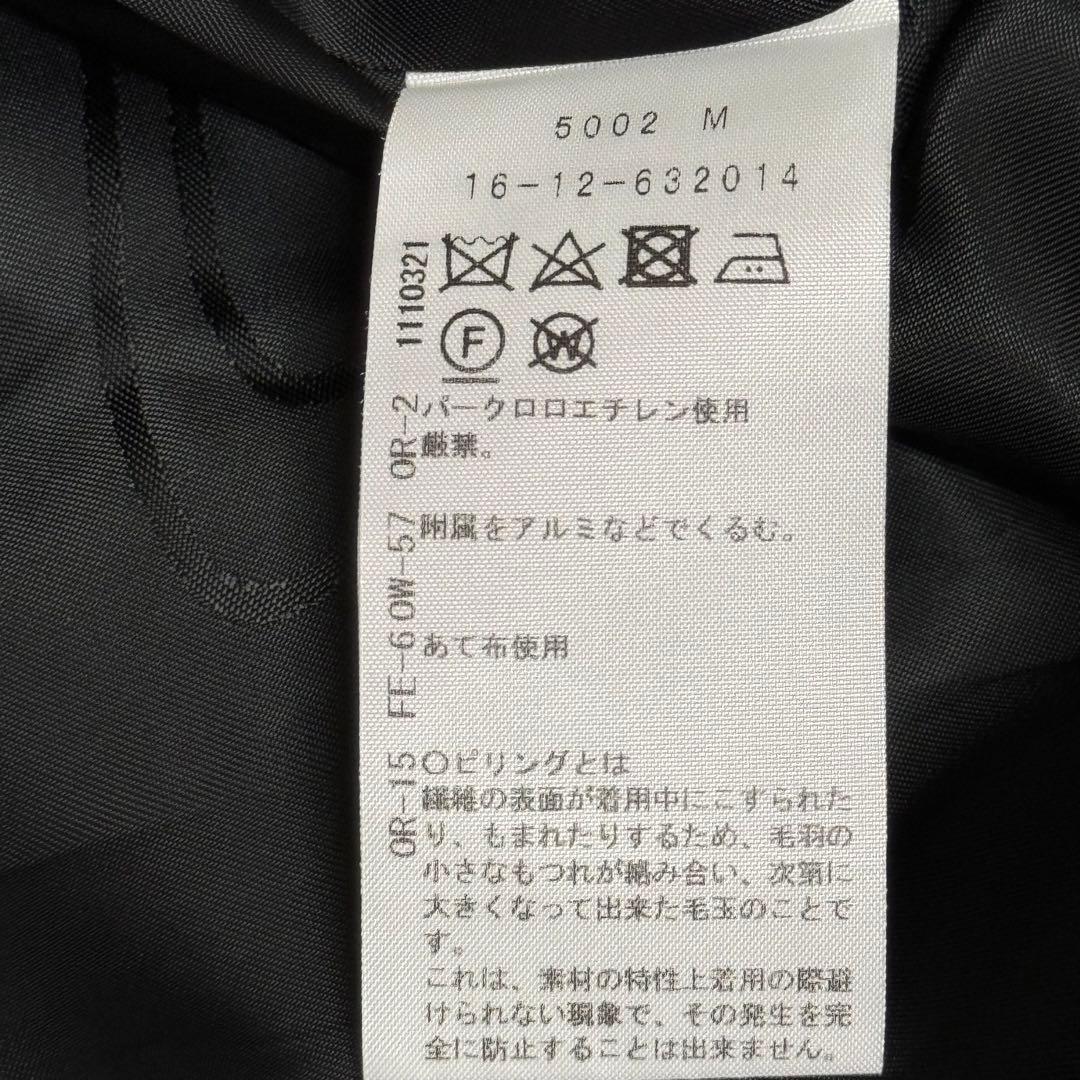 5002 M
16-12-632014
1110321
F
W
OR-2
パークロロエチレン使用
厳禁。
OW-57
附属をアルミなどでくるむ。
FE-6
あて布使用
OR-15
〇ピリングとは
繊維の表面が着用中にこすられた
り、もまれたりするため、毛羽の
小さなもつれが絡み合い、次第に
大きくなって出来た毛玉のことで
す。
これは、素材の特性上着用の際避
けられない現象で、その発生を完
全に防止することは出来ません。